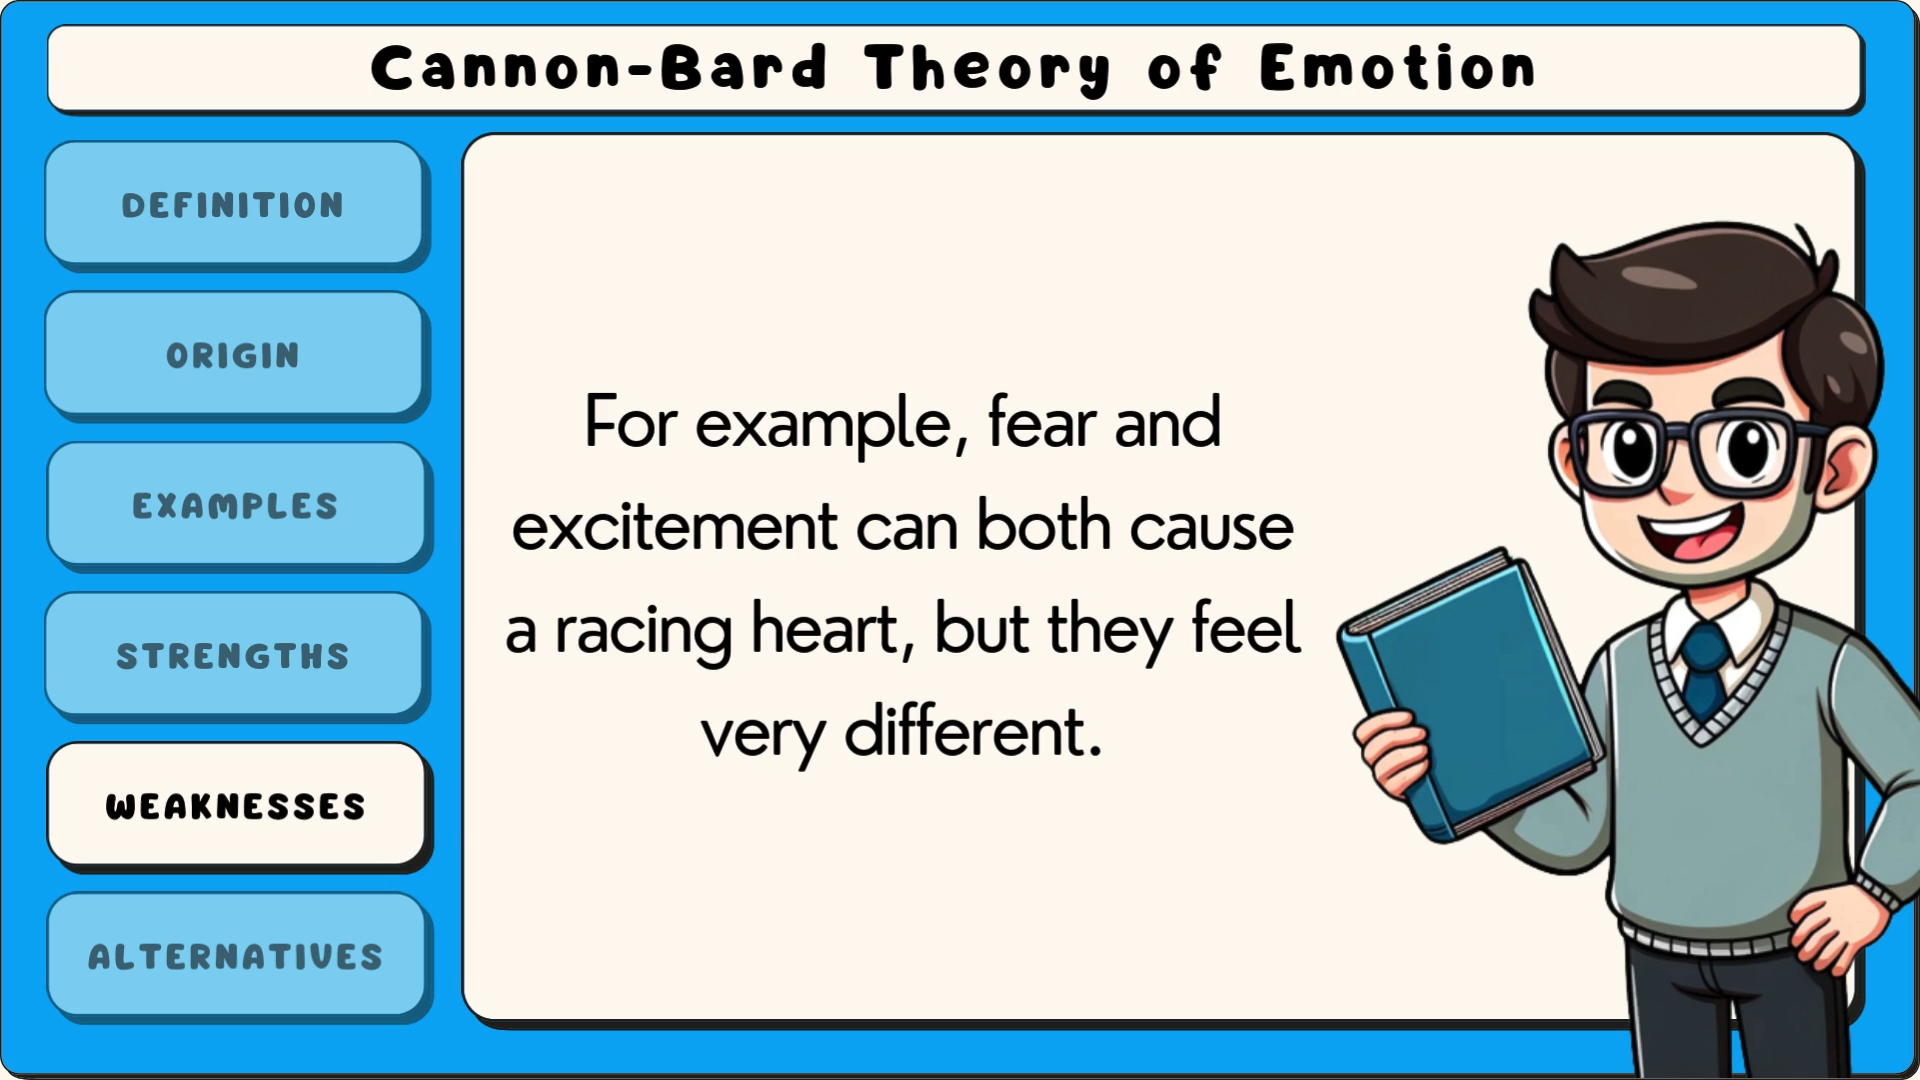 Cannon-Bard Theory of Emotion
DEFINITION
ORIGIN
EXAMPLES
STRENGTHS
WEAKNESSES
ALTERNATIVES
For example, fear and
excitement can both cause
a racing heart, but they feel
very different.